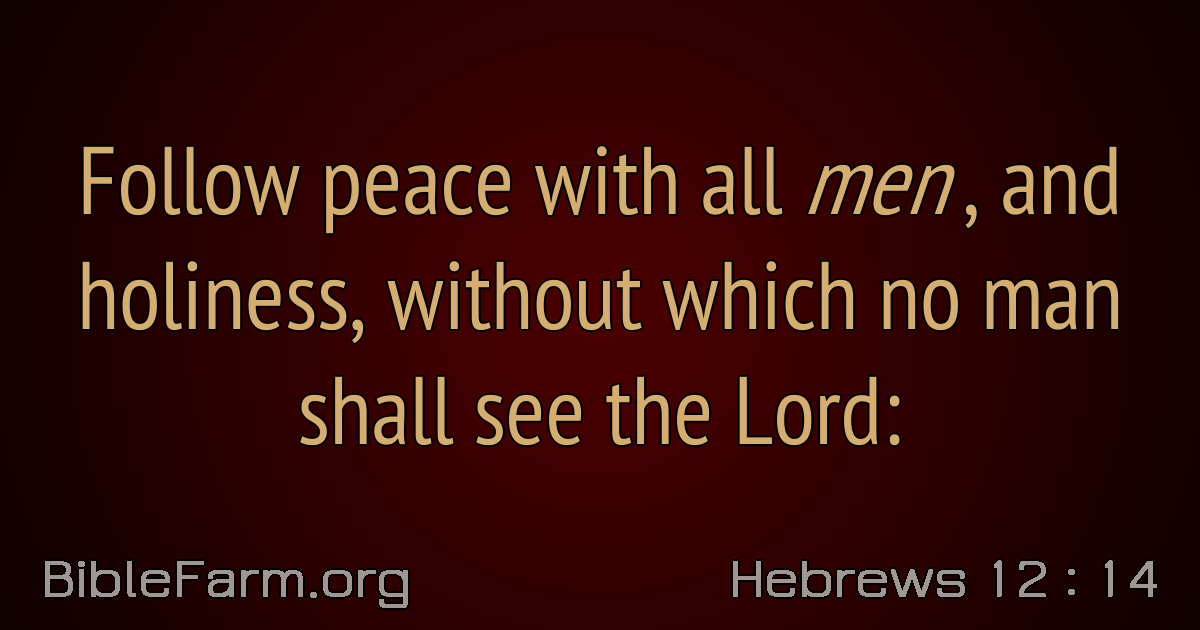 Follow peace with all men, and
holiness, without which no man
shall see the Lord:
BibleFarm.org
Hebrews 12 : 14